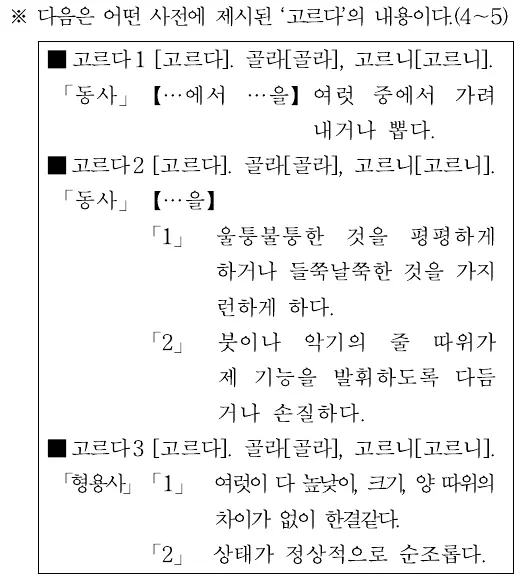 ※ 다음은 어떤 사전에 제시된 ‘고르다’의 내용이다.(4∼5)
■ 고르다1 [고르다]. 골라[골라], 고르니[고르니].
「동사」 【…에서 …을】 여럿 중에서 가려
내거나 뽑다.
■ 고르다2 [고르다]. 골라[골라], 고르니[고르니].
「동사」 【…을】
「1」 울퉁불퉁한 것을 평평하게
하거나 들쭉날쭉한 것을 가지
런하게 하다.
「2」 붓이나 악기의 줄 따위가
제 기능을 발휘하도록 다듬
거나 손질하다.
■ 고르다3 [고르다]. 골라[골라], 고르니[고르니].
「형용사」 「1」 여럿이 다 높낮이, 크기, 양 따위의
차이가 없이 한결같다.
「2」 상태가 정상적으로 순조롭다.